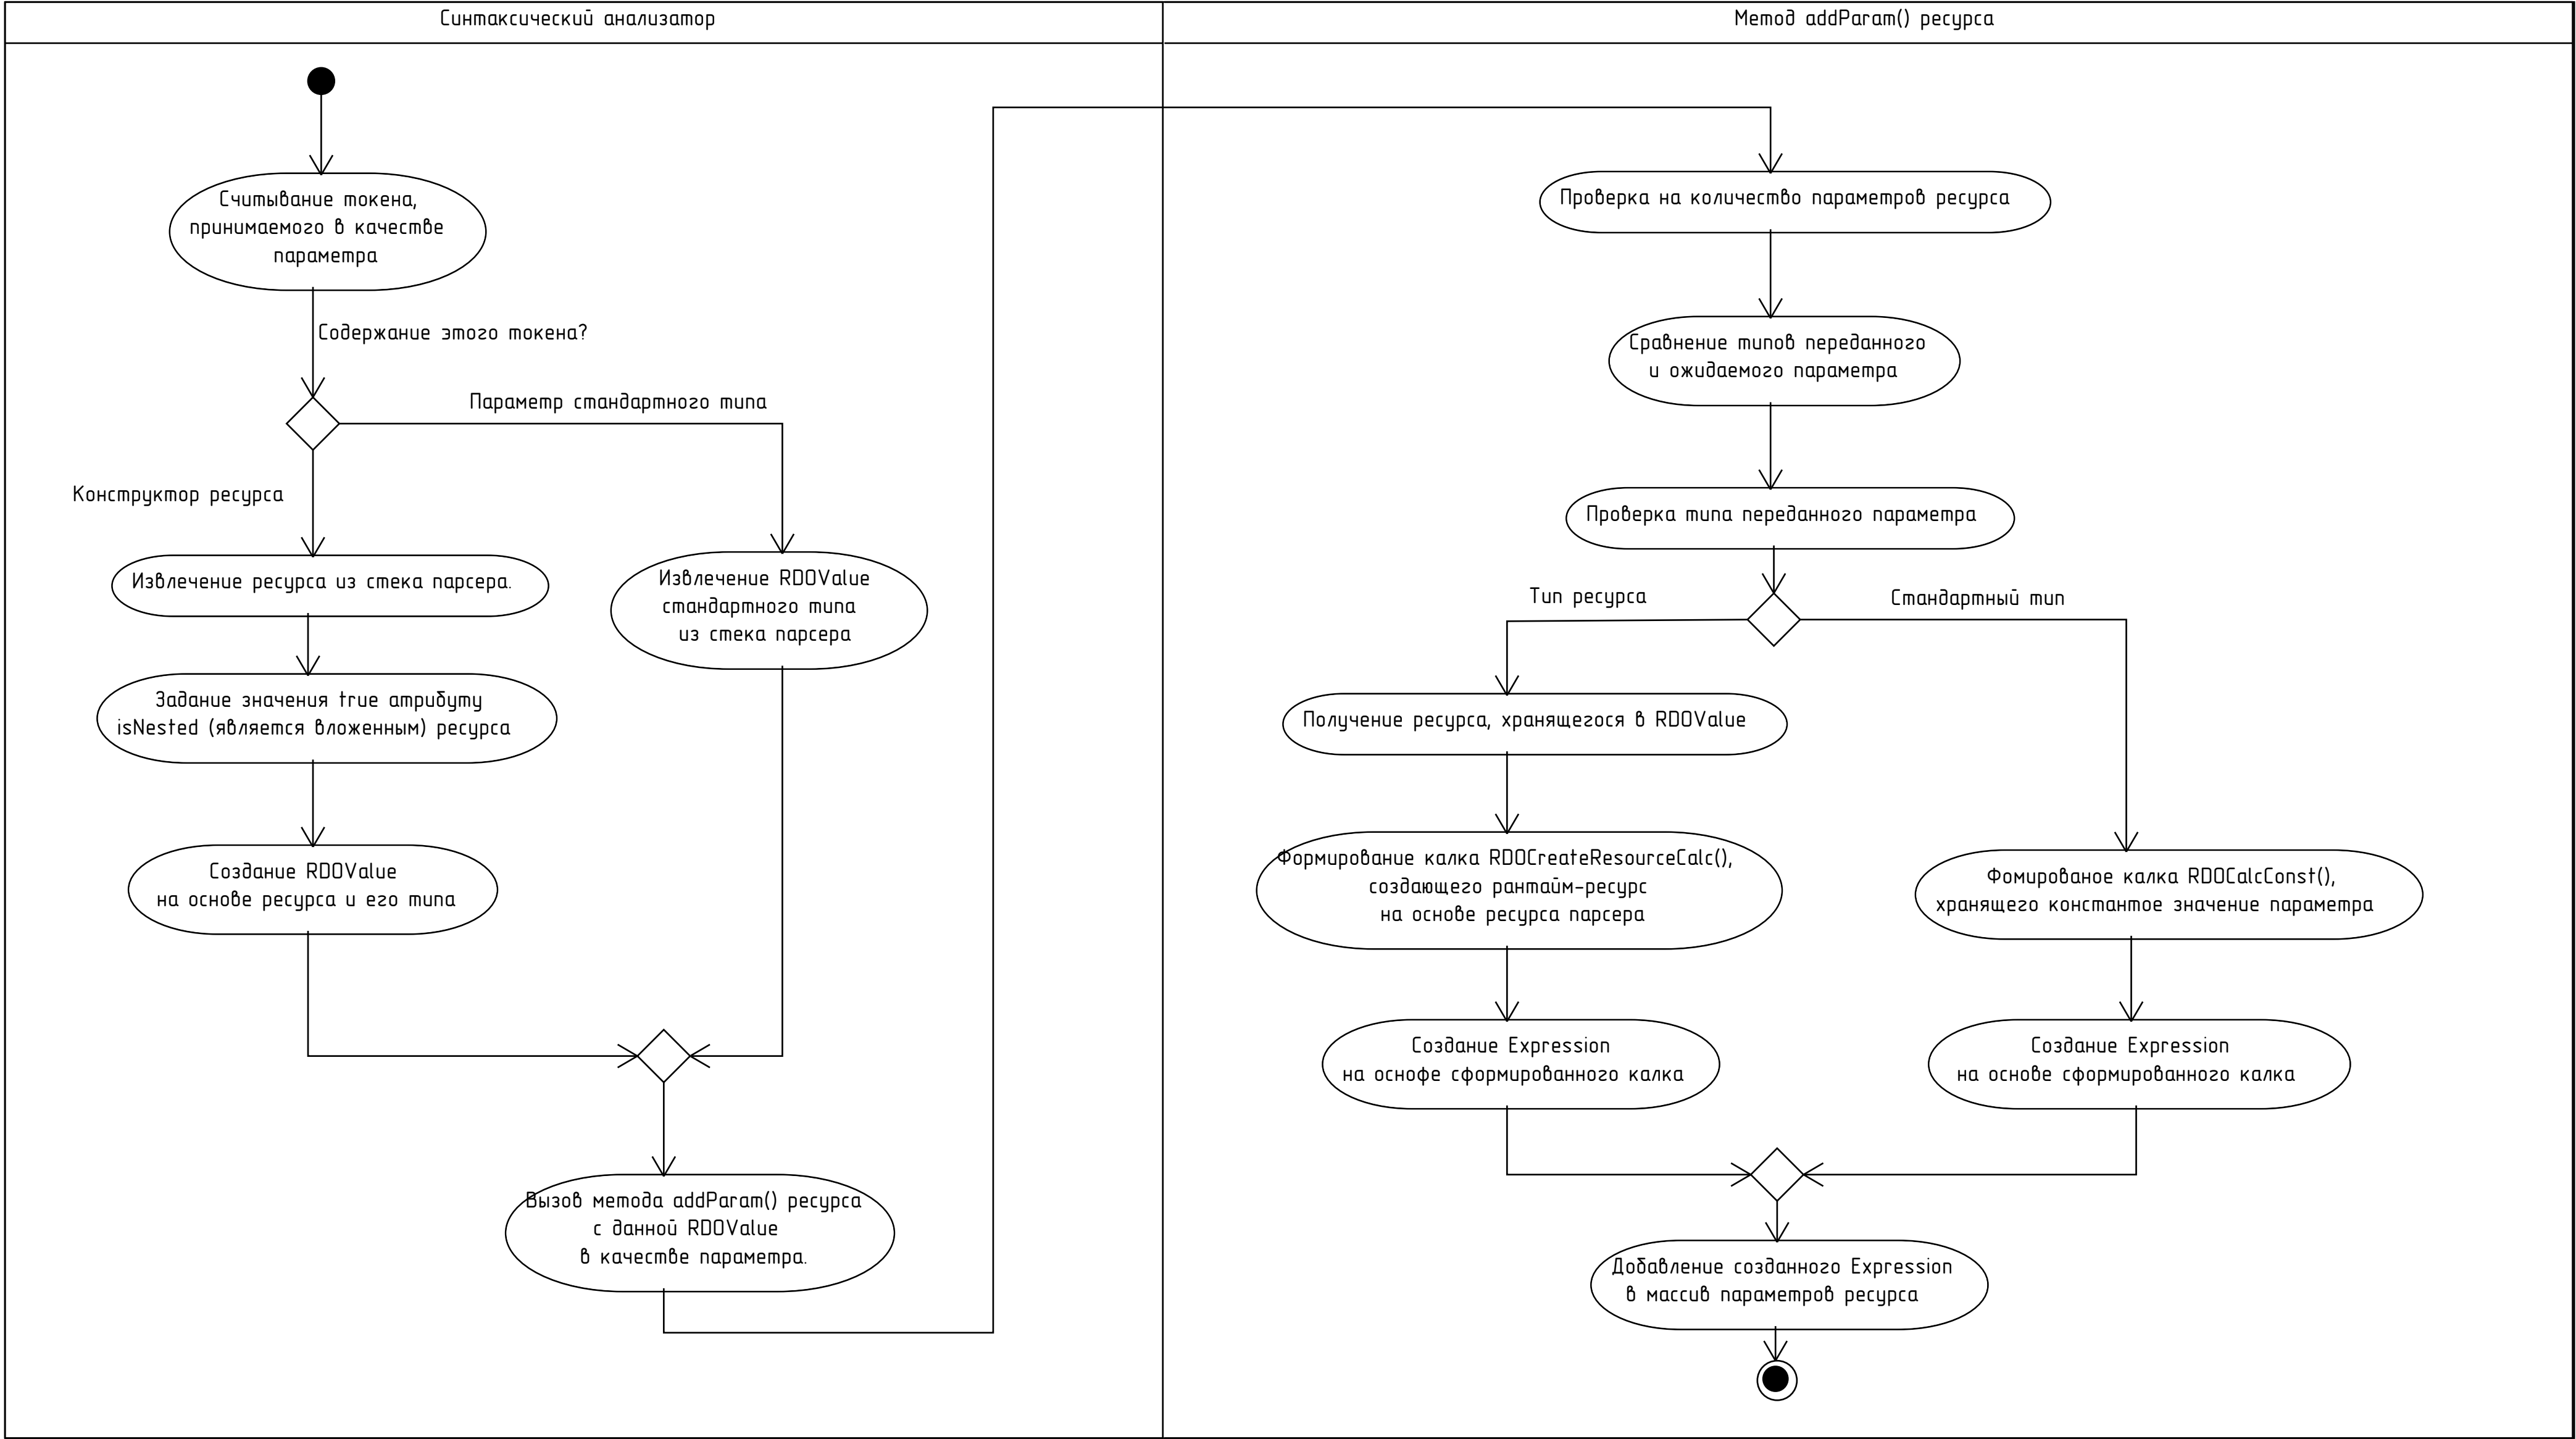 Синтаксический анализатор
Считывание токена,
принимаемого в качестве
параметра
Содержание этого токена?
Параметр стандартного типа
Конструктор ресурса
Извлечение ресурса из стека парсера.
Извлечение RDOValue
стандартного типа
из стека парсера
Задание значения true атрибуту
isNested (является вложенным) ресурса
Создание RDOValue
на основе ресурса и его типа
Вызов метода addParam() ресурса
с данной RDOValue
в качестве параметра.
Метод addParam() ресурса
Проверка на количество параметров ресурса
Сравнение типов переданного
и ожидаемого параметра
Проверка типа переданного параметра
Тип ресурса
Стандартный тип
Получение ресурса, хранящегося в RDOValue
Формирование калка RDOCreateResourceCalc(),
создающего рантайм-ресурс
на основе ресурса парсера
Фомированое калка RDOCalcConst(),
хранящего константое значение параметра
Создание Expression
на оснофе сформированного калка
Создание Expression
на основе сформированного калка
Добавление созданного Expression
в массив параметров ресурса